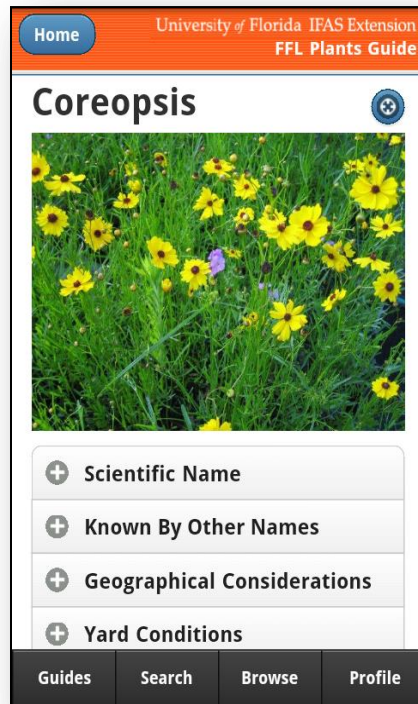 Home
University of Florida IFAS Extension
FFL Plants Guide
Coreopsis
Scientific Name
Known By Other Names
Geographical Considerations
Yard Conditions
Guides Search Browse Profile